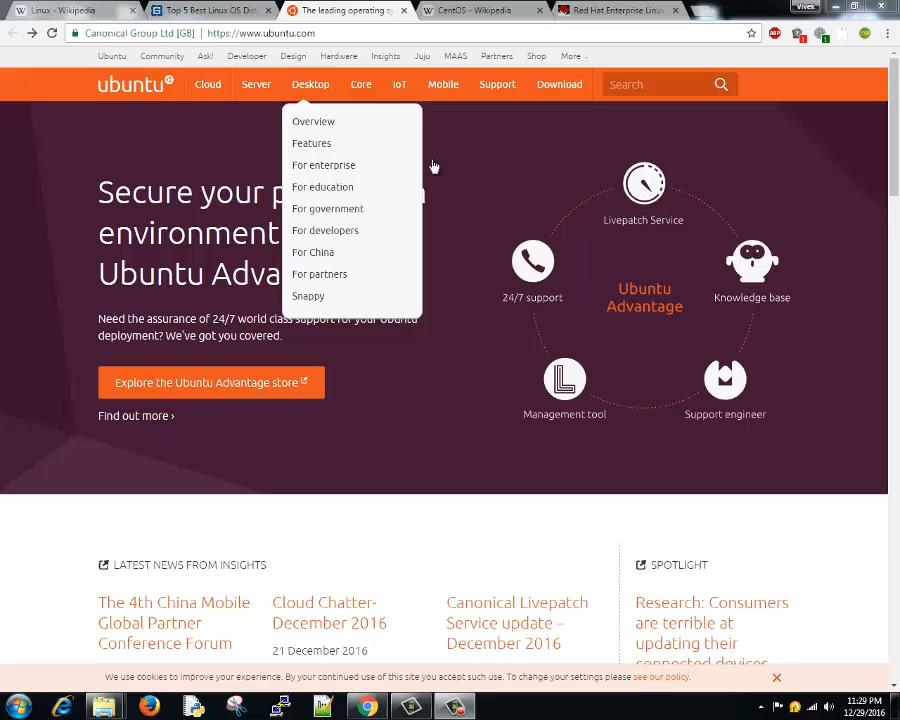 Linux - Wikipedia
Top 5 Best Linux OS Dist
The leading operating sy
CentOS - Wikipedia
Red Hat Enterprise Linux
Vivek
Canonical Group Ltd [GB]
https://www.ubuntu.com
Ubuntu Community Ask! Developer Design Hardware Insights Juju MAAS Partners Shop More
ubuntu
Cloud Server Desktop Core IoT Mobile Support Download
Search
Overview
Features
For enterprise
For education
For government
For developers
For China
For partners
Snappy
Secure your p
environment
Ubuntu Adva
Need the assurance of 24/7 world class support for your Ubuntu
deployment? We've got you covered.
Explore the Ubuntu Advantage store
Find out more ›
Livepatch Service
24/7 support
Ubuntu
Advantage
Knowledge base
Management tool
Support engineer
LATEST NEWS FROM INSIGHTS
The 4th China Mobile
Global Partner
Conference Forum
Cloud Chatter-
December 2016
21 December 2016
Canonical Livepatch
Service update –
December 2016
SPOTLIGHT
Research: Consumers
are terrible at
updating their
connected devices
We use cookies to improve your experience. By your continued use of this site you accept such use. To change your settings please see our policy.
11:29 PM
12/29/2016